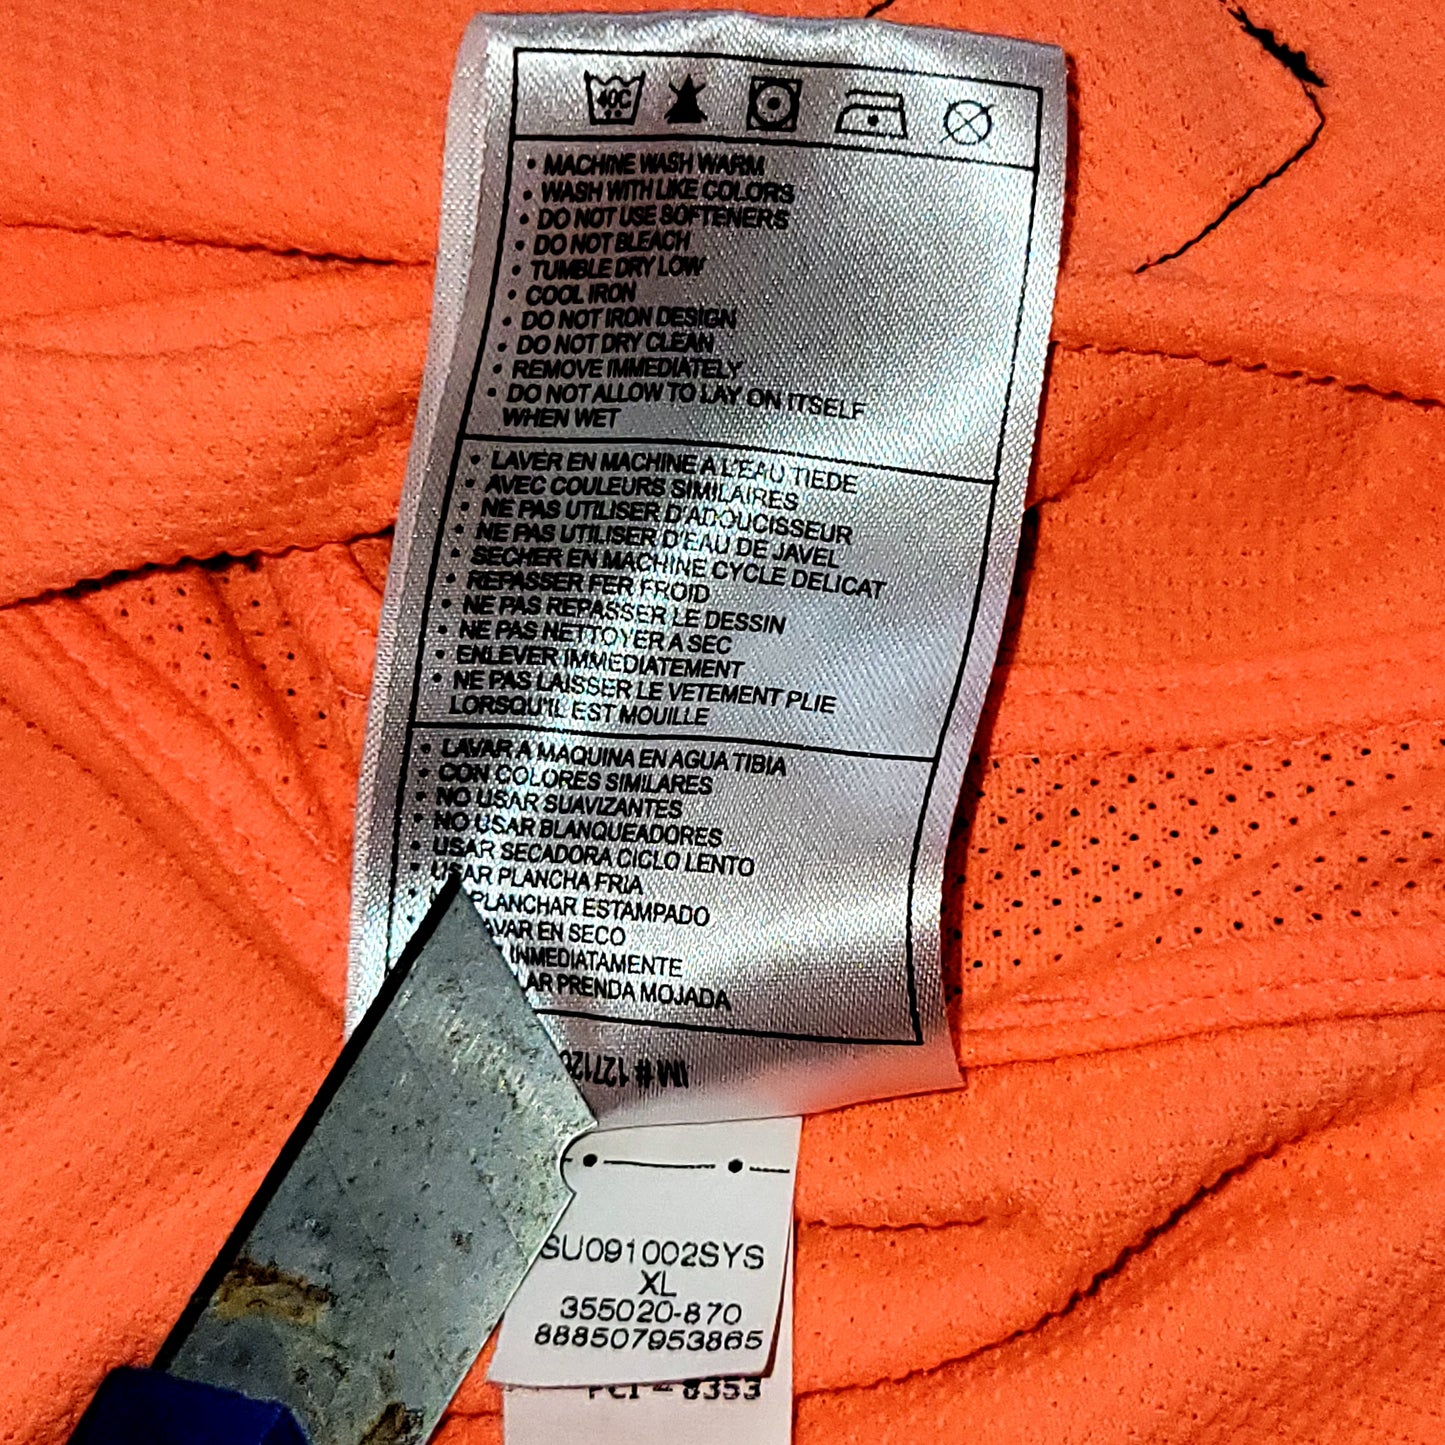 40C
• MACHINE WASH WARM
• WASH WITH LIKE COLORS
• DO NOT USE SOFTENERS
• DO NOT BLEACH
• TUMBLE DRY LOW
• COOL IRON
• DO NOT IRON DESIGN
• DO NOT DRY CLEAN
• REMOVE IMMEDIATELY
• DO NOT ALLOW TO LAY ON ITSELF
WHEN WET
• LAVER EN MACHINE A L'EAU TIEDE
• AVEC COULEURS SIMILAIRES
• NE PAS UTILISER D'ADOUCISSEUR
• NE PAS UTILISER D'EAU DE JAVEL
• SECHER EN MACHINE CYCLE DELICAT
• REPASSER FER FROID
• NE PAS REPASSER LE DESSIN
• NE PAS NETTOYER A SEC
• ENLEVER IMMEDIATEMENT
• NE PAS LAISSER LE VETEMENT PLIE
LORSQU'IL EST MOUILLE
• LAVAR A MAQUINA EN AGUA TIBIA
• CON COLORES SIMILARES
• NO USAR SUAVIZANTES
• NO USAR BLANQUEADORES
• USAR SECADORA CICLO LENTO
• USAR PLANCHA FRIA
PLANCHAR ESTAMPADO
AVAR EN SECO
INMEDIATAMENTE
AR PRENDA MOJADA
IM # 12712
SU091002SYS
XL
355020-870
888507953865
8353